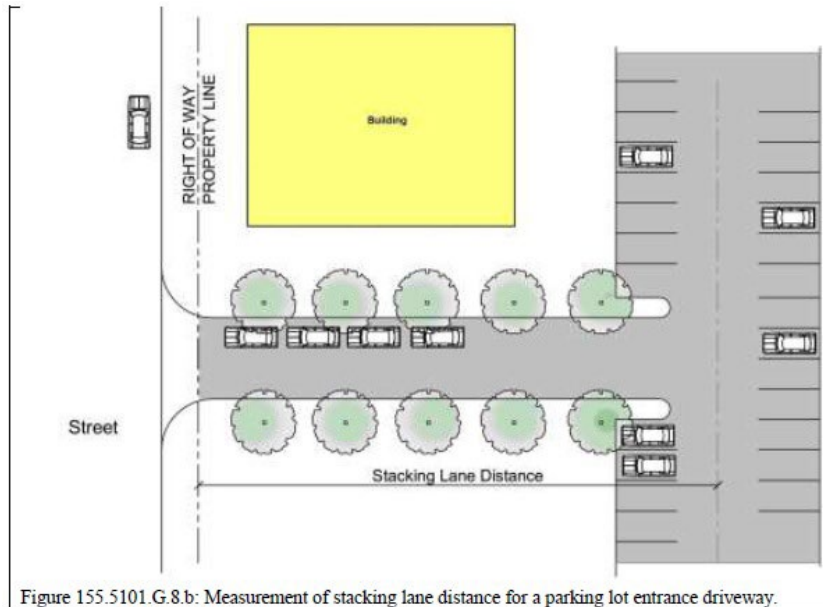 RIGHT OF WAY
PROPERTY LINE
Building
Street
Stacking Lane Distance
Figure 155.5101.G.8.b: Measurement of stacking lane distance for a parking lot entrance driveway.